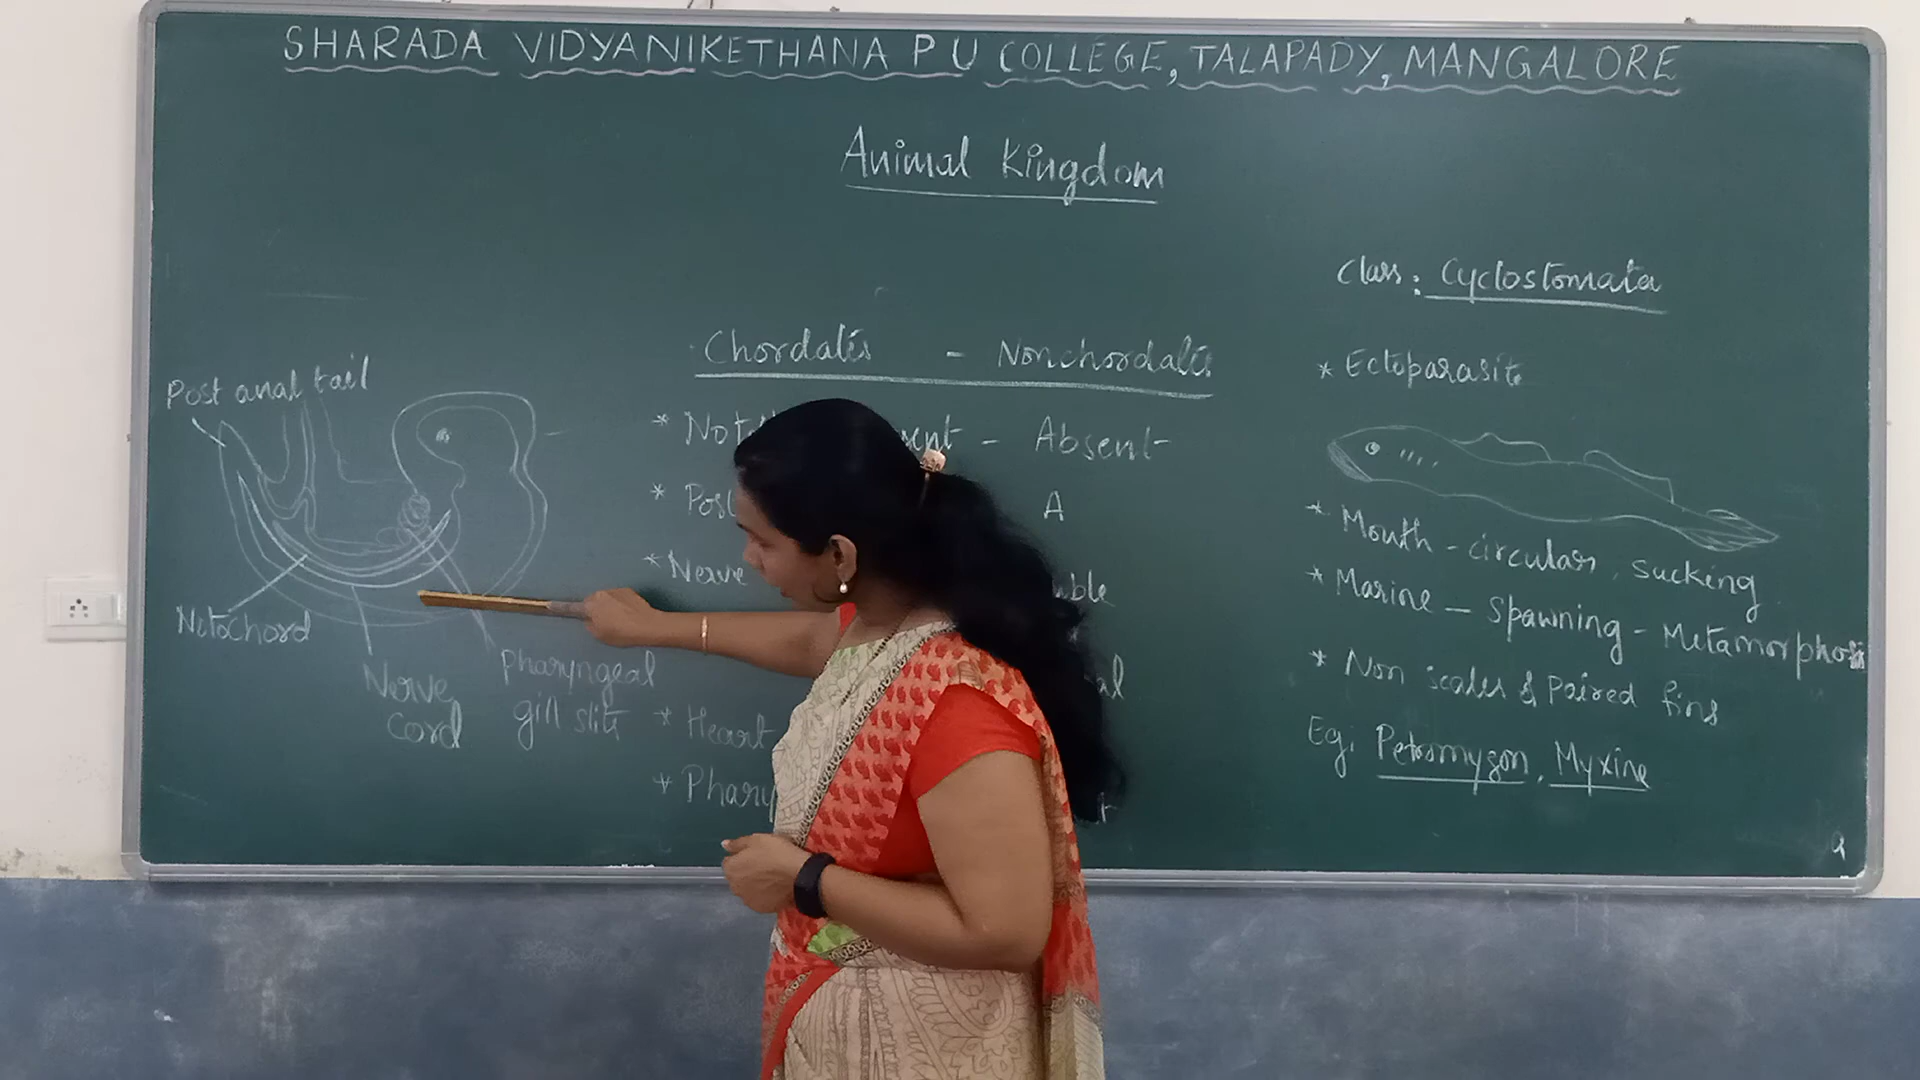 SHARADA VIDYANIKETHANA P U COLLEGE, TALAPADY, MANGALORE
Animal Kingdom
Post anal tail
Notochord
Nerve
Cord
Pharyngeal
gill slits
Chordates - Nonchordates
* - Absent
* A
* Nerve
* Heart
*
Class: Cyclostomata
* Ectoparasite
* Mouth - circular, sucking
* Marine - Spawning - Metamorphosis
* Non scales & Paired fins
Eg, Petromyzon, Myxine